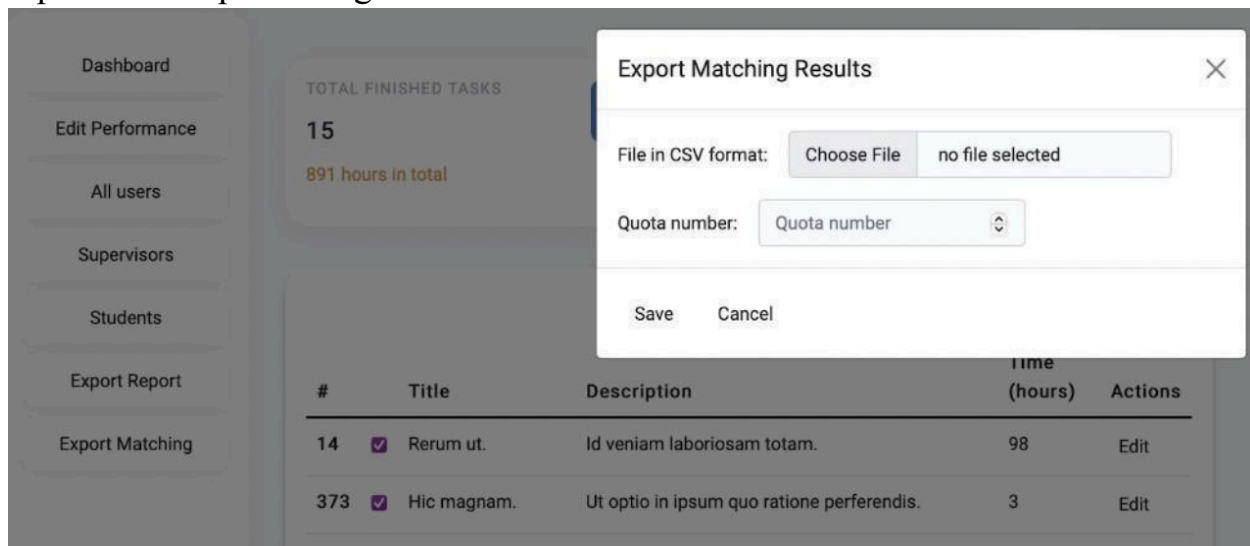 Dashboard
Edit Performance
All users
Supervisors
Students
Export Report
Export Matching
TOTAL FINISHED TASKS
15
891 hours in total
Export Matching Results
File in CSV format: Choose File no file selected
Quota number: Quota number
Save Cancel
# Title Description Time (hours) Actions
14 Rerum ut. Id veniam laboriosam totam. 98 Edit
373 Hic magnam. Ut optio in ipsum quo ratione perferendis. 3 Edit